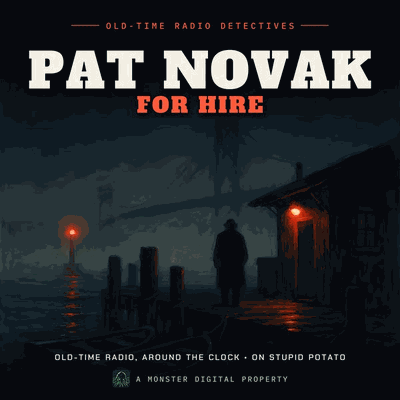 OLD-TIME RADIO DETECTIVES
PAT NOVAK
FOR HIRE
OLD-TIME RADIO, AROUND THE CLOCK • ON STUPID POTATO
A MONSTER DIGITAL PROPERTY